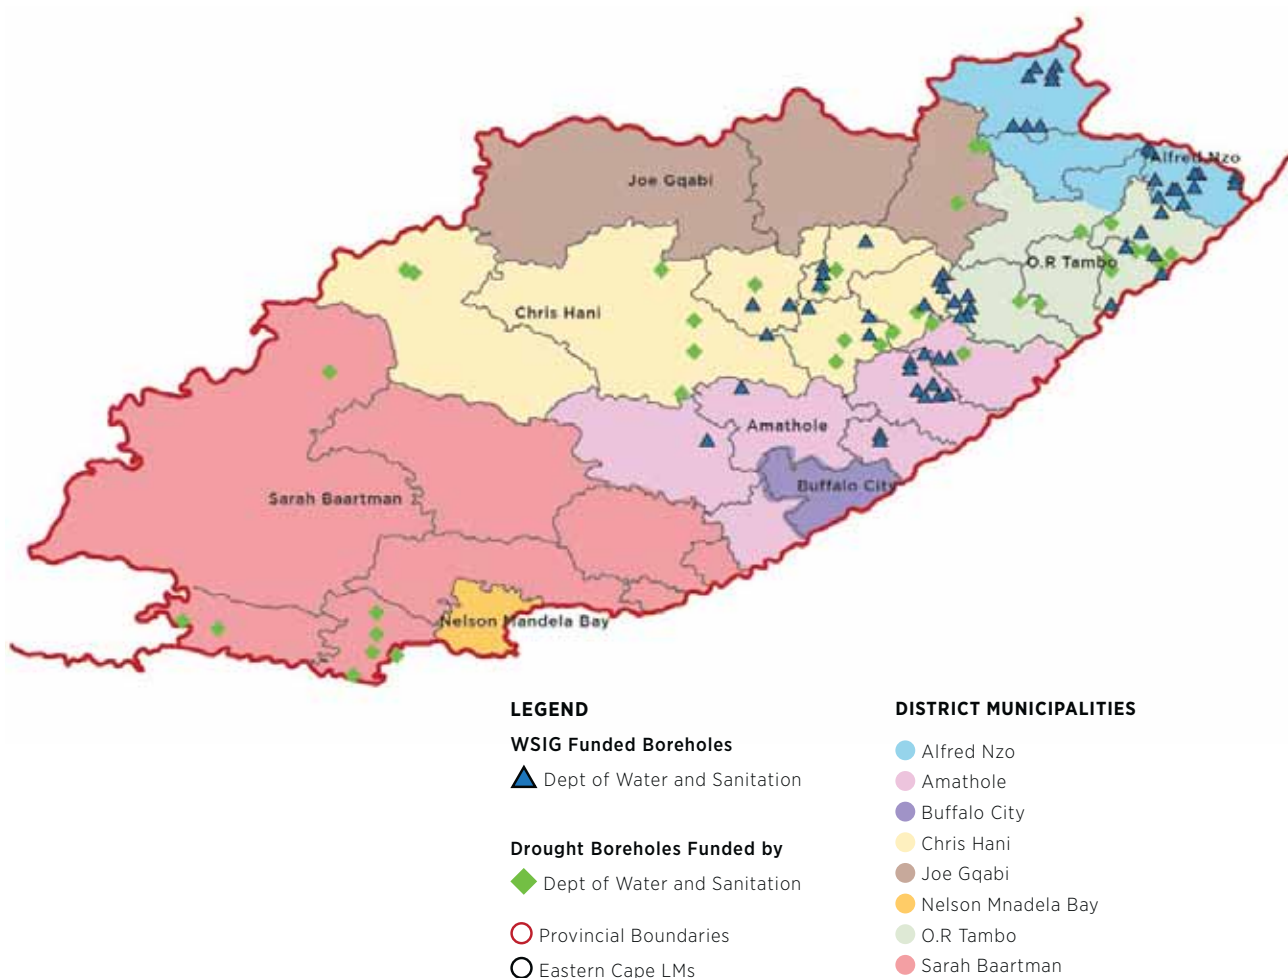 Alfred Nzo
Joe Gqabi
O.R Tambo
Chris Hani
Amathole
Buffalo City
Sarah Baartman
Nelson Mandela Bay
LEGEND
WSIG Funded Boreholes
Dept of Water and Sanitation
Drought Boreholes Funded by
Dept of Water and Sanitation
Provincial Boundaries
Eastern Cape LMs
DISTRICT MUNICIPALITIES
Alfred Nzo
Amathole
Buffalo City
Chris Hani
Joe Gqabi
Nelson Mnadela Bay
O.R Tambo
Sarah Baartman